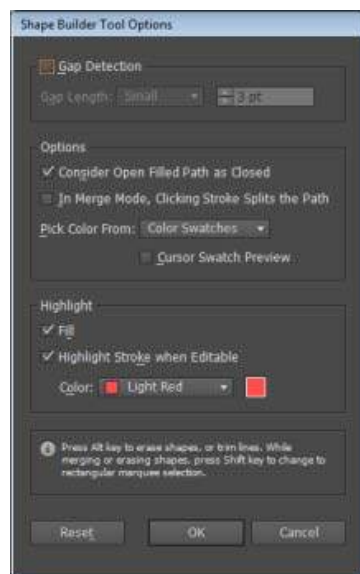 Shape Builder Tool Options
Gap Detection
Gap Length: Small 3 pt
Options
Consider Open Filled Path as Closed
In Merge Mode, Clicking Stroke Splits the Path
Pick Color From: Color Swatches
Cursor Swatch Preview
Highlight
Fill
Highlight Stroke when Editable
Color: Light Red
Press Alt key to erase shapes, or trim lines. While
merging or erasing shapes, press Shift key to change to
rectangular marquee selection.
Reset OK Cancel